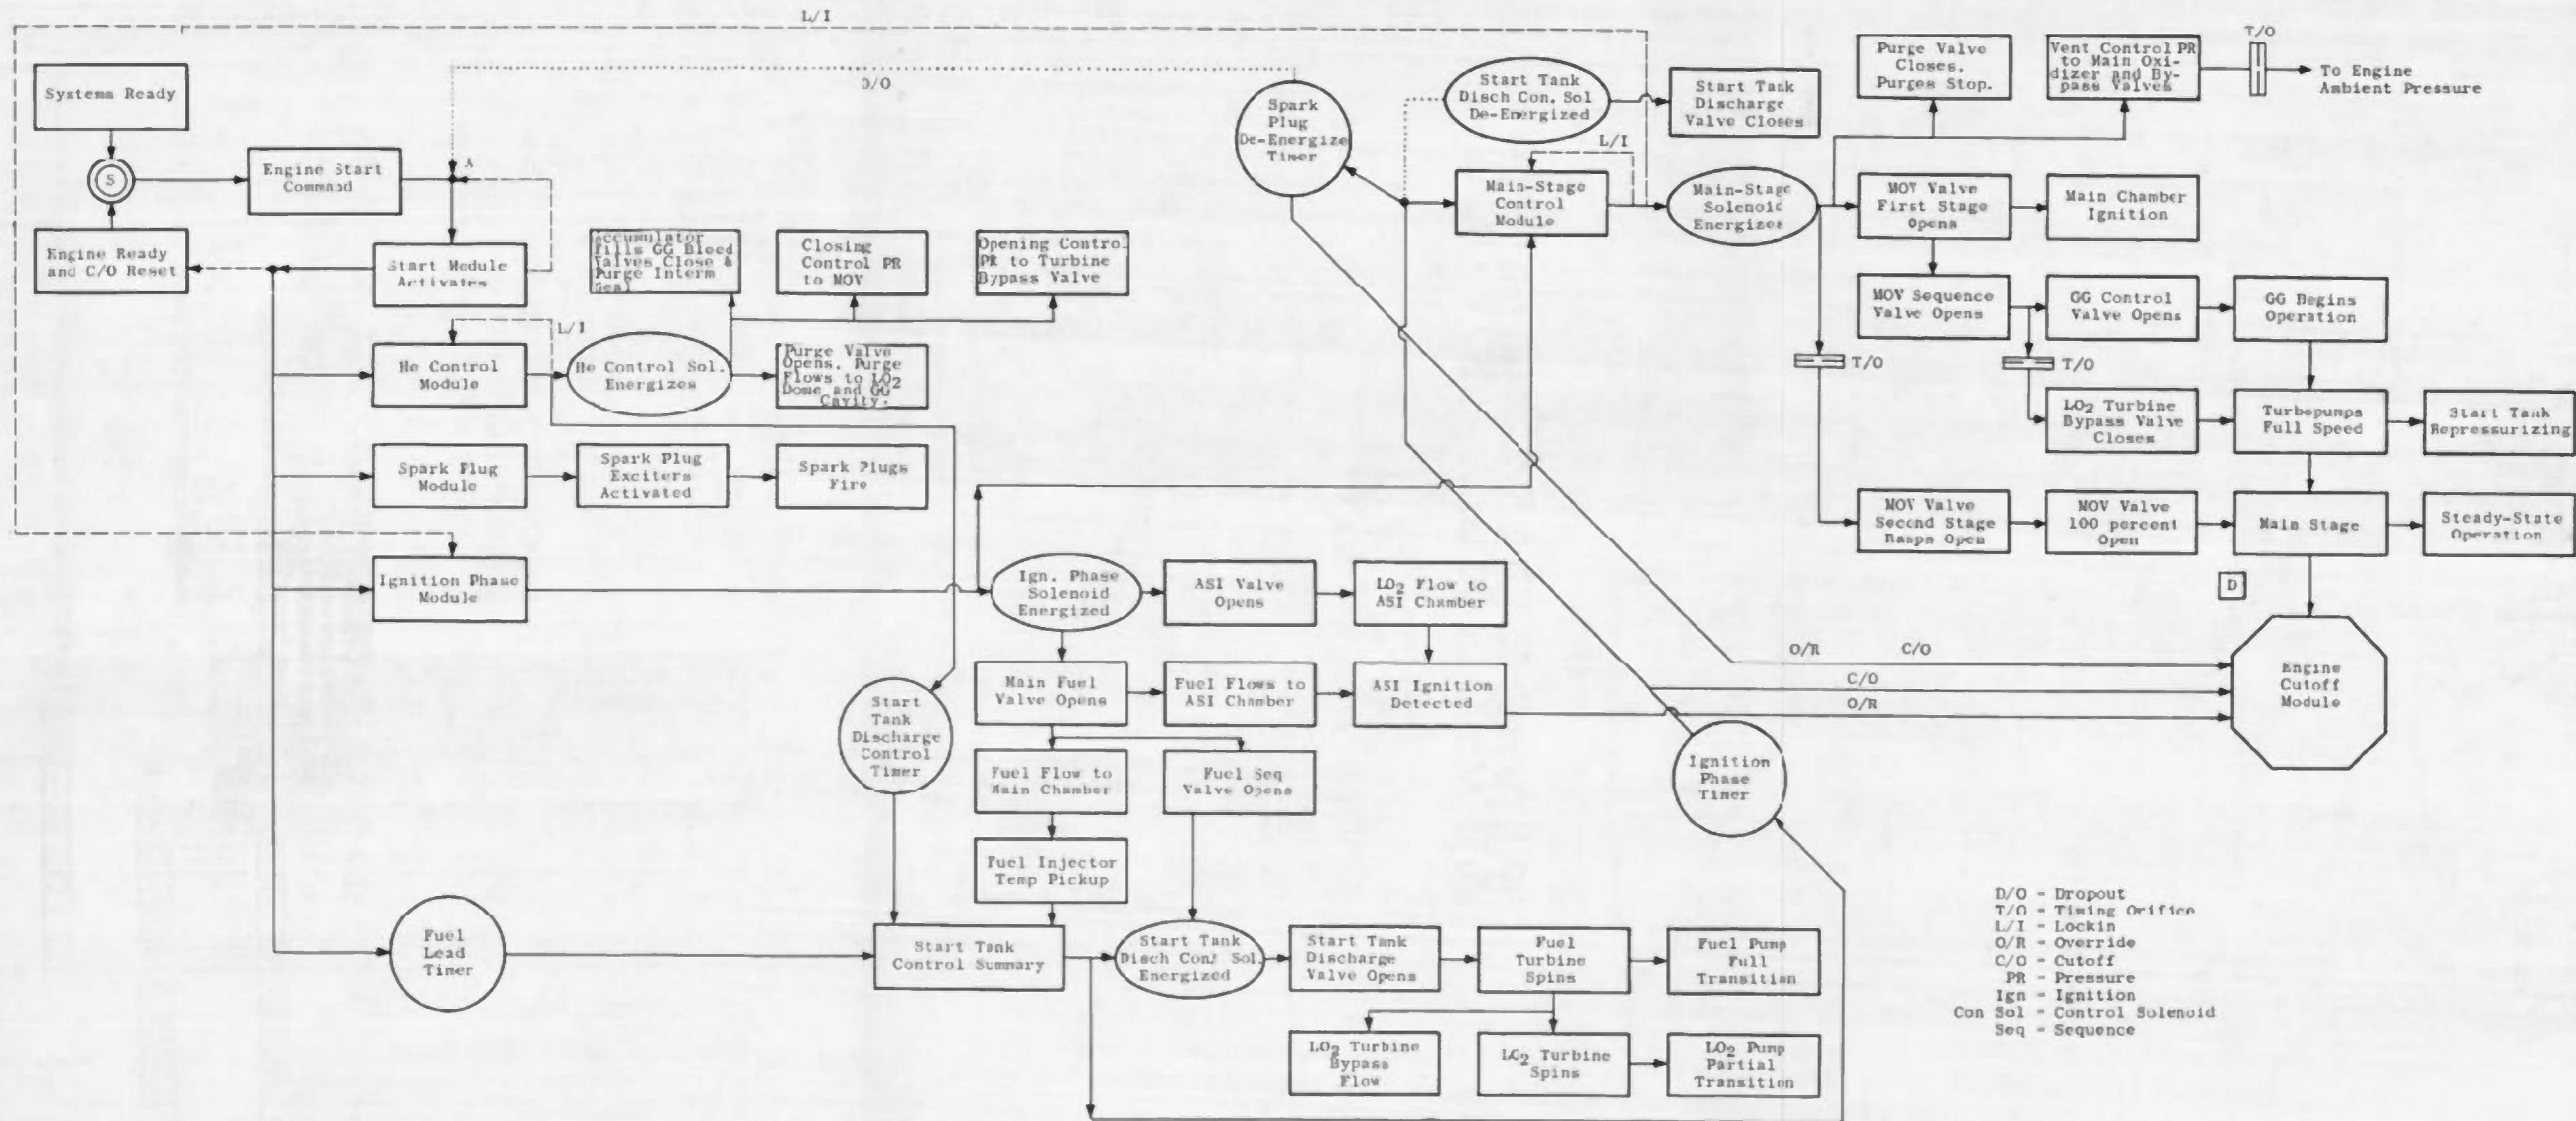 L/I
Systems Ready
S
Engine Start
Command
A
D/O
Engine Ready
and C/O Reset
Start Module
Activates
L/I
He Control
Module
He Control Sol.
Energizes
Accumulator
Fills GG Bleed
Valves Close &
Purge Interm
Seal
Closing
Control PR
to MOV
Opening Control
PR to Turbine
Bypass Valve
Purge Valve
Opens. Purge
Flows to LO2
Dome and GG
Cavity.
Spark Plug
Module
Spark Plug
Exciters
Activated
Spark Plugs
Fire
Ignition Phase
Module
Fuel
Lead
Timer
Start
Tank
Discharge
Control
Timer
Ign. Phase
Solenoid
Energized
ASI Valve
Opens
LO2 Flow to
ASI Chamber
Main Fuel
Valve Opens
Fuel Flows to
ASI Chamber
ASI Ignition
Detected
Fuel Flow to
Main Chamber
Fuel Seq
Valve Opens
Fuel Injector
Temp Pickup
Start Tank
Control Summary
Start Tank
Disch Con. Sol.
Energized
Start Tank
Discharge
Valve Opens
Fuel
Turbine
Spins
Fuel Pump
Full
Transition
LO2 Turbine
Bypass
Flow
LO2 Turbine
Spins
LO2 Pump
Partial
Transition
Spark
Plug
De-Energize
Timer
Start Tank
Disch Con. Sol
De-Energized
Start Tank
Discharge
Valve Closes
L/I
Main-Stage
Control
Module
Main-Stage
Solenoid
Energizes
Purge Valve
Closes.
Purges Stop.
Vent Control PR
to Main Oxi-
dizer and By-
pass Valves
T/O
To Engine
Ambient Pressure
MOV Valve
First Stage
Opens
Main Chamber
Ignition
MOV Sequence
Valve Opens
GG Control
Valve Opens
GG Begins
Operation
T/O
T/O
LO2 Turbine
Bypass Valve
Closes
Turbopumps
Full Speed
Start Tank
Repressurizing
MOV Valve
Second Stage
Ramps Open
MOV Valve
100 percent
Open
Main Stage
Steady-State
Operation
D
O/R C/O
C/O
O/R
Engine
Cutoff
Module
Ignition
Phase
Timer
D/O = Dropout
T/O = Timing Orifice
L/I = Lockin
O/R = Override
C/O = Cutoff
PR = Pressure
Ign = Ignition
Con Sol = Control Solenoid
Seq = Sequence